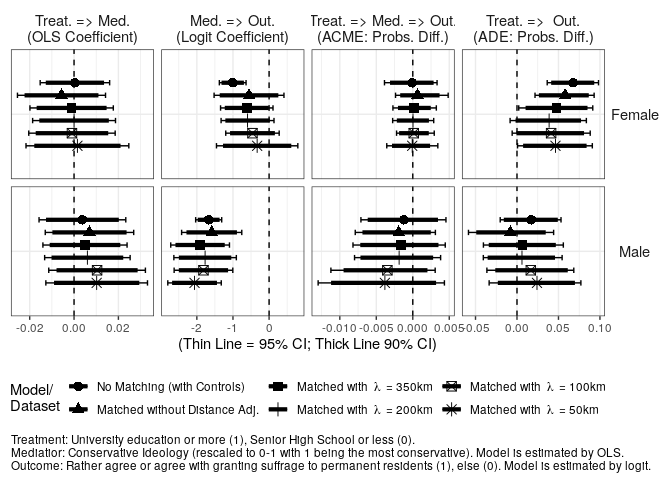 Treat. => Med.
(OLS Coefficient)
Med. => Out.
(Logit Coefficient)
Treat. => Med. => Out.
(ACME: Probs. Diff.)
Treat. => Out.
(ADE: Probs. Diff.)
Female
Male
-0.02 0.00 0.02
-2 -1 0
-0.010 -0.005 0.000 0.005
-0.05 0.00 0.05 0.10
(Thin Line = 95% CI; Thick Line 90% CI)
Model/
Dataset
No Matching (with Controls)
Matched without Distance Adj.
Matched with λ = 350km
Matched with λ = 200km
Matched with λ = 100km
Matched with λ = 50km
Treatment: University education or more (1), Senior High School or less (0).
Mediatior: Conservative Ideology (rescaled to 0-1 with 1 being the most conservative). Model is estimated by OLS.
Outcome: Rather agree or agree with granting suffrage to permanent residents (1), else (0). Model is estimated by logit.